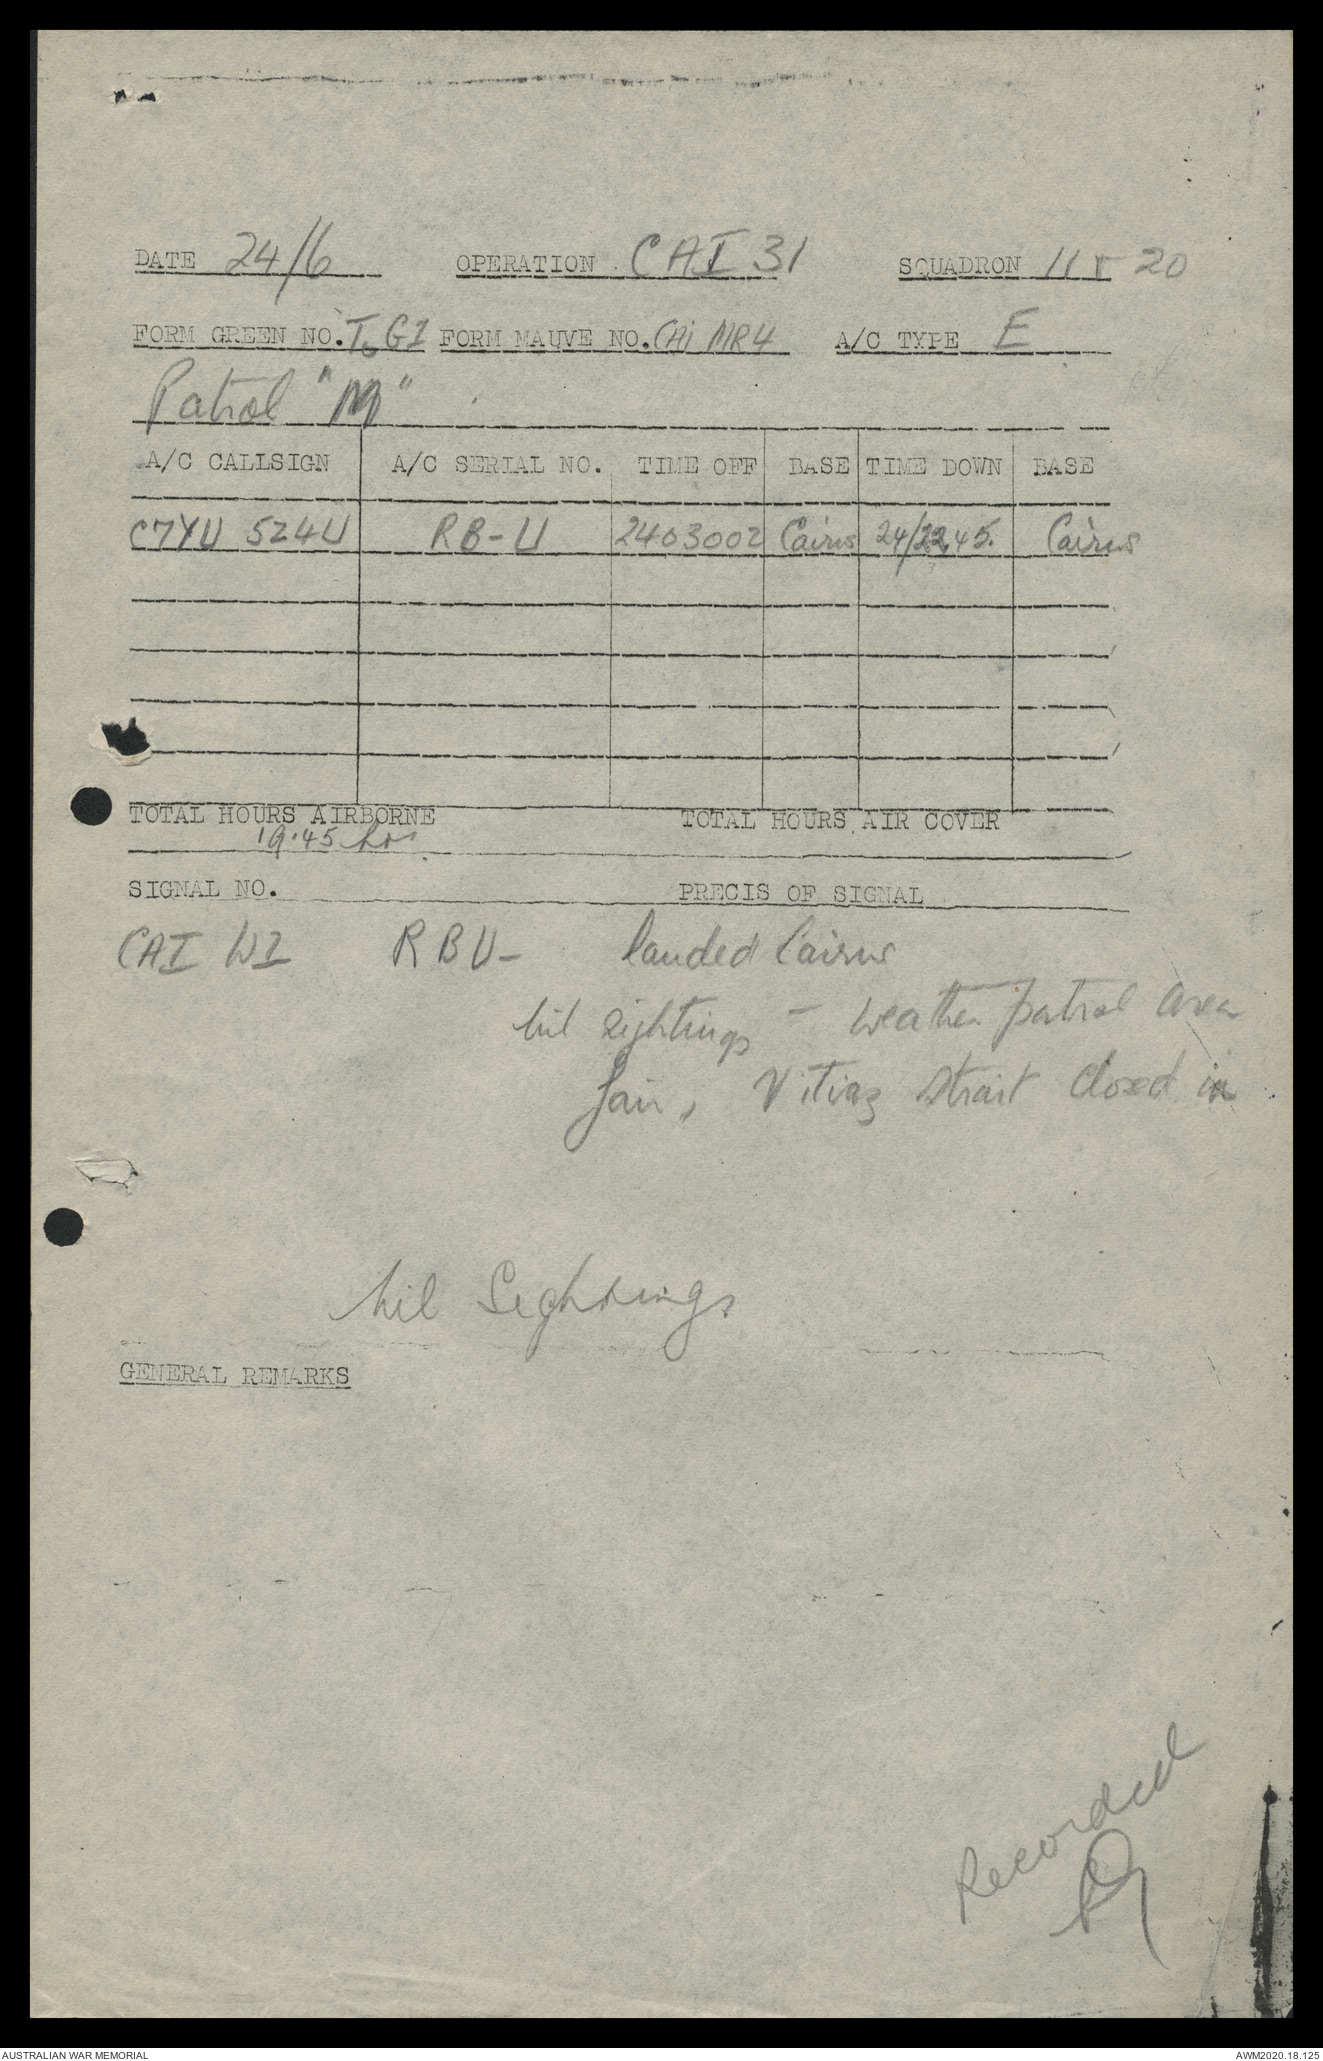 DATE 24/6 OPERATION CAI 31 SQUADRON 11 & 20
FORM GREEN NO. To G1 FORM MAUVE NO. CAI MR4 A/C TYPE E
Patrol "M"
A/C CALLSIGN A/C SERIAL NO. TIME OFF BASE TIME DOWN BASE
C7YU 524U RB-U 240300Z Cairns 24/2245. Cairns
TOTAL HOURS AIRBORNE TOTAL HOURS AIR COVER
19.45 hrs
SIGNAL NO. PRECIS OF SIGNAL
CAI W1 RBU- landed Cairns
nil sightings - weather patrol area
fair, Vitiaz Strait closed in
Nil Sightings
GENERAL REMARKS
Recorded
AUSTRALIAN WAR MEMORIAL AWM2020.18.125